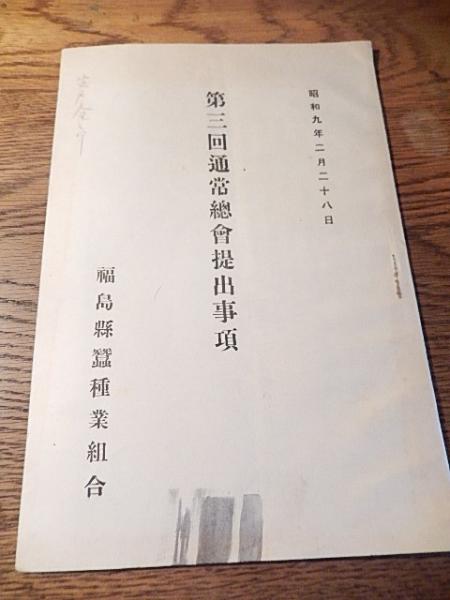 昭和九年二月二十八日
第三回通常總會提出事項
福島縣蠶種業組合